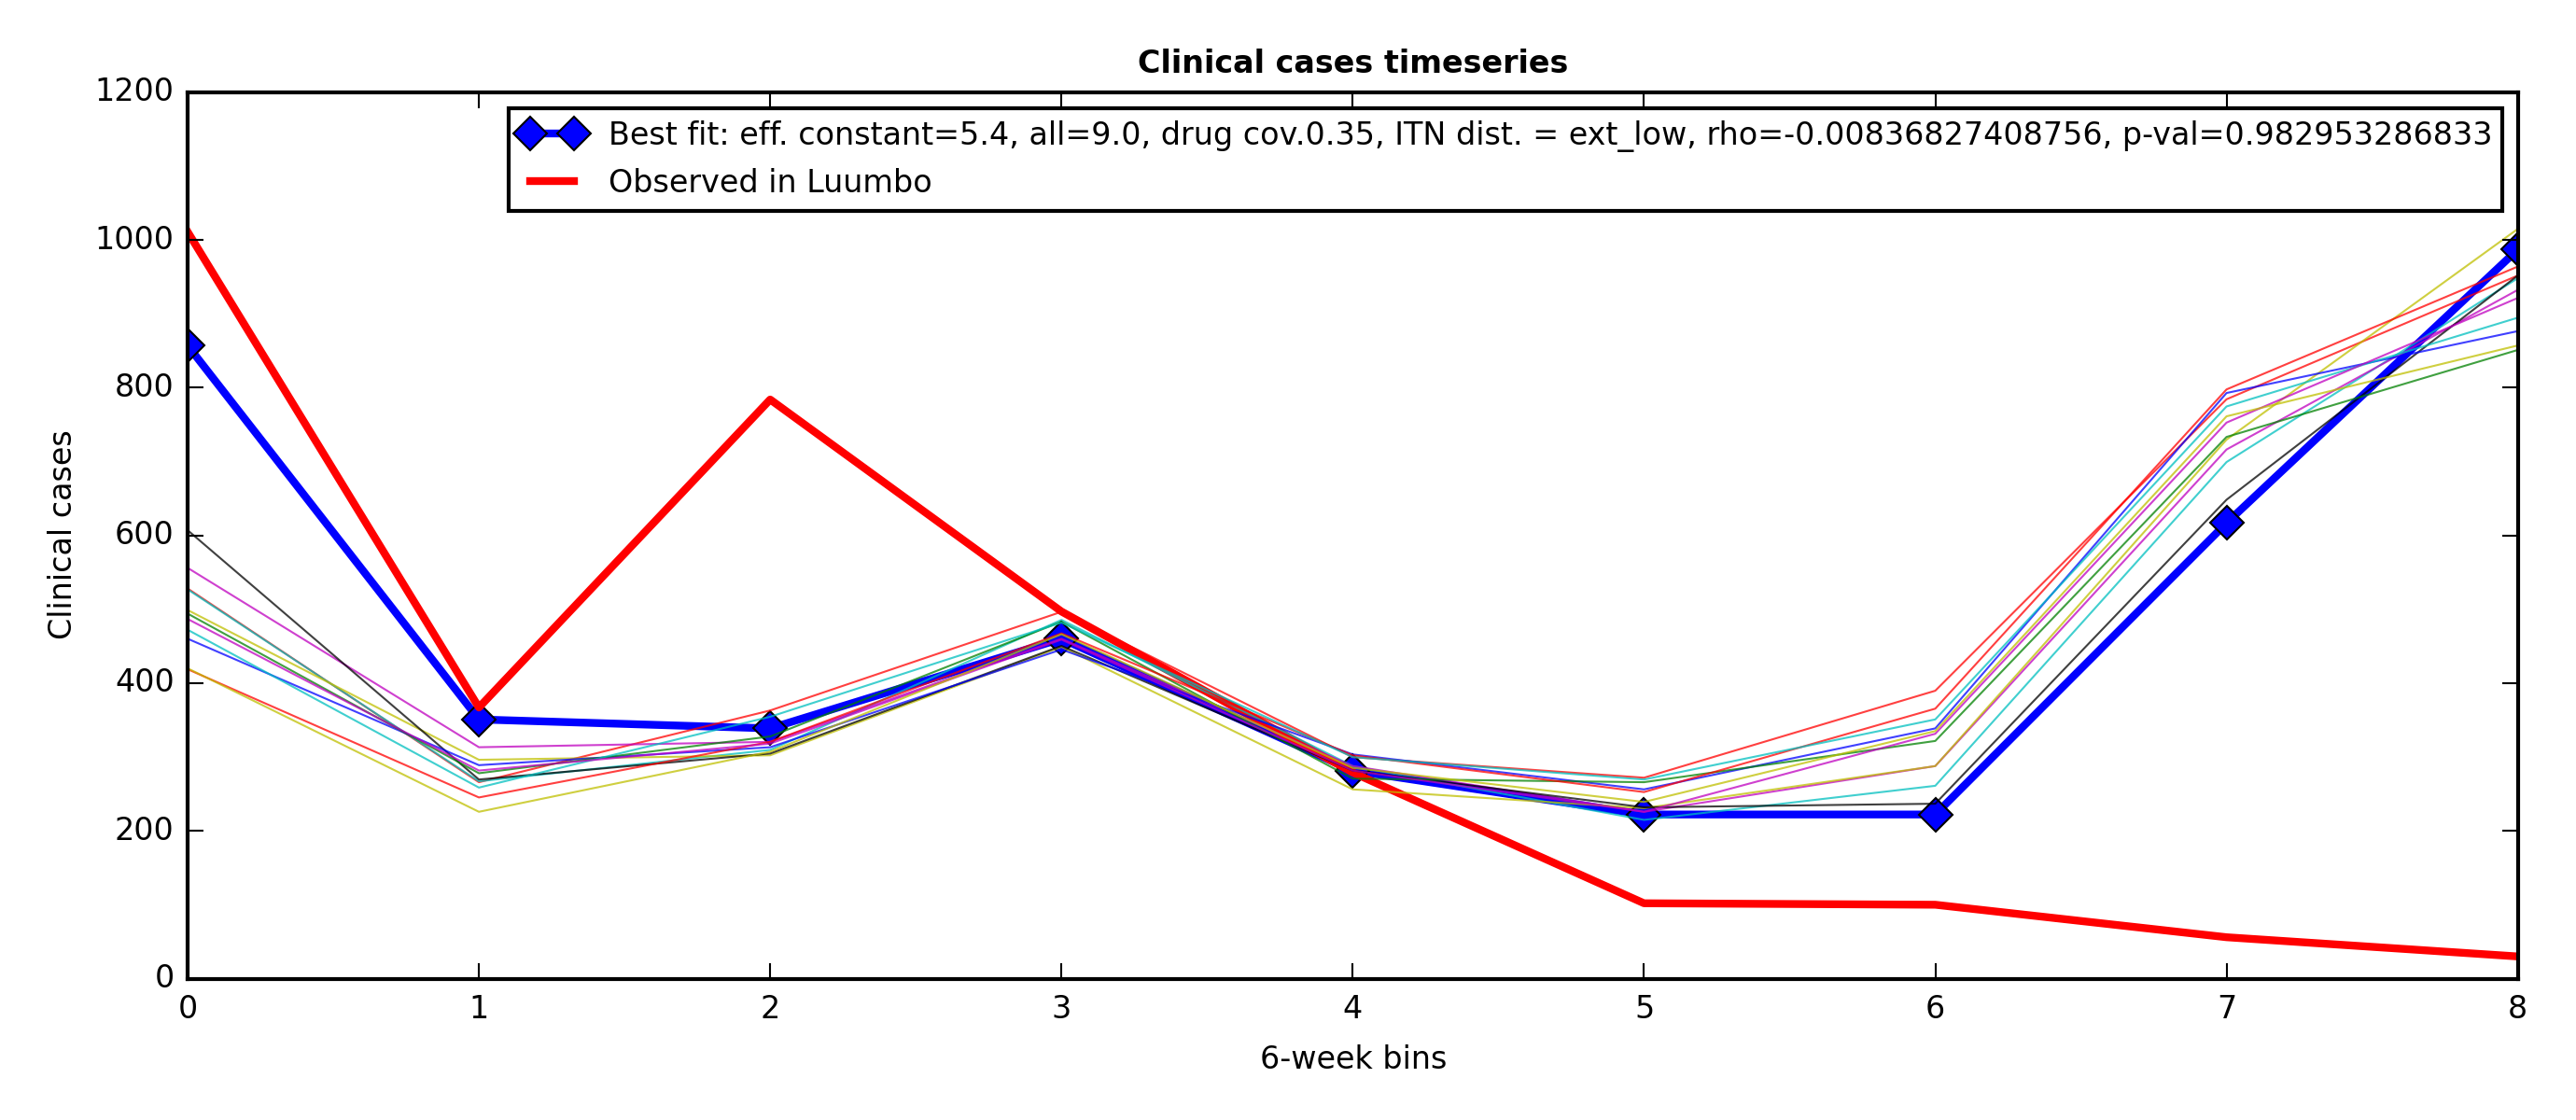 Clinical cases timeseries
1200
1000
800
600
400
200
0
Clinical cases
Best fit: eff. constant=5.4, all=9.0, drug cov.0.35, ITN dist. = ext_low, rho=-0.00836827408756, p-val=0.982953286833
Observed in Luumbo
0 1 2 3 4 5 6 7 8
6-week bins